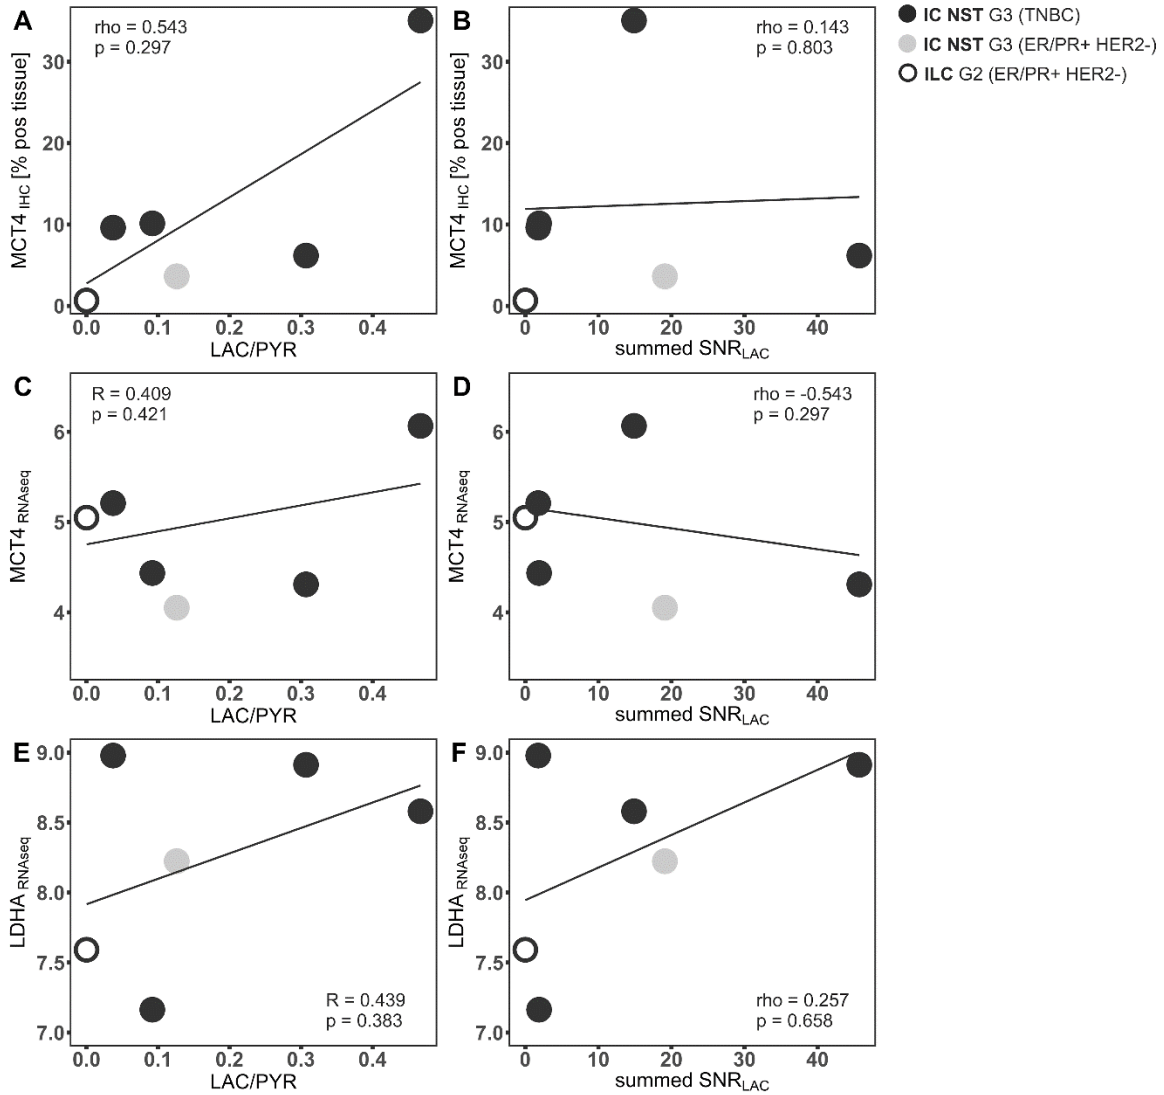 A
rho = 0.543
p = 0.297
MCT4 IHC [% pos tissue]
30
20
10
0
0.0 0.1 0.2 0.3 0.4
LAC/PYR
B
rho = 0.143
p = 0.803
MCT4 IHC [% pos tissue]
30
20
10
0
0 10 20 30 40
summed SNRLAC
IC NST G3 (TNBC)
IC NST G3 (ER/PR+ HER2-)
ILC G2 (ER/PR+ HER2-)
C
R = 0.409
p = 0.421
MCT4 RNAseq
6
5
4
0.0 0.1 0.2 0.3 0.4
LAC/PYR
D
rho = -0.543
p = 0.297
MCT4 RNAseq
6
5
4
0 10 20 30 40
summed SNRLAC
E
LDHA RNAseq
9.0
8.5
8.0
7.5
7.0
R = 0.439
p = 0.383
0.0 0.1 0.2 0.3 0.4
LAC/PYR
F
LDHA RNAseq
9.0
8.5
8.0
7.5
7.0
rho = 0.257
p = 0.658
0 10 20 30 40
summed SNRLAC